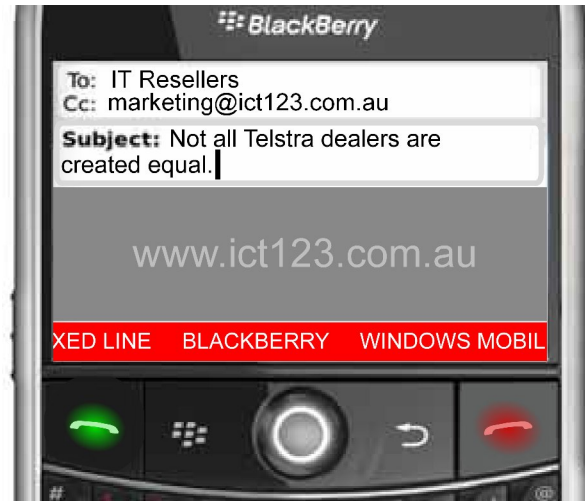 BlackBerry
To: IT Resellers
Cc: marketing@ict123.com.au
Subject: Not all Telstra dealers are
created equal.
www.ict123.com.au
XED LINE BLACKBERRY WINDOWS MOBIL
# @